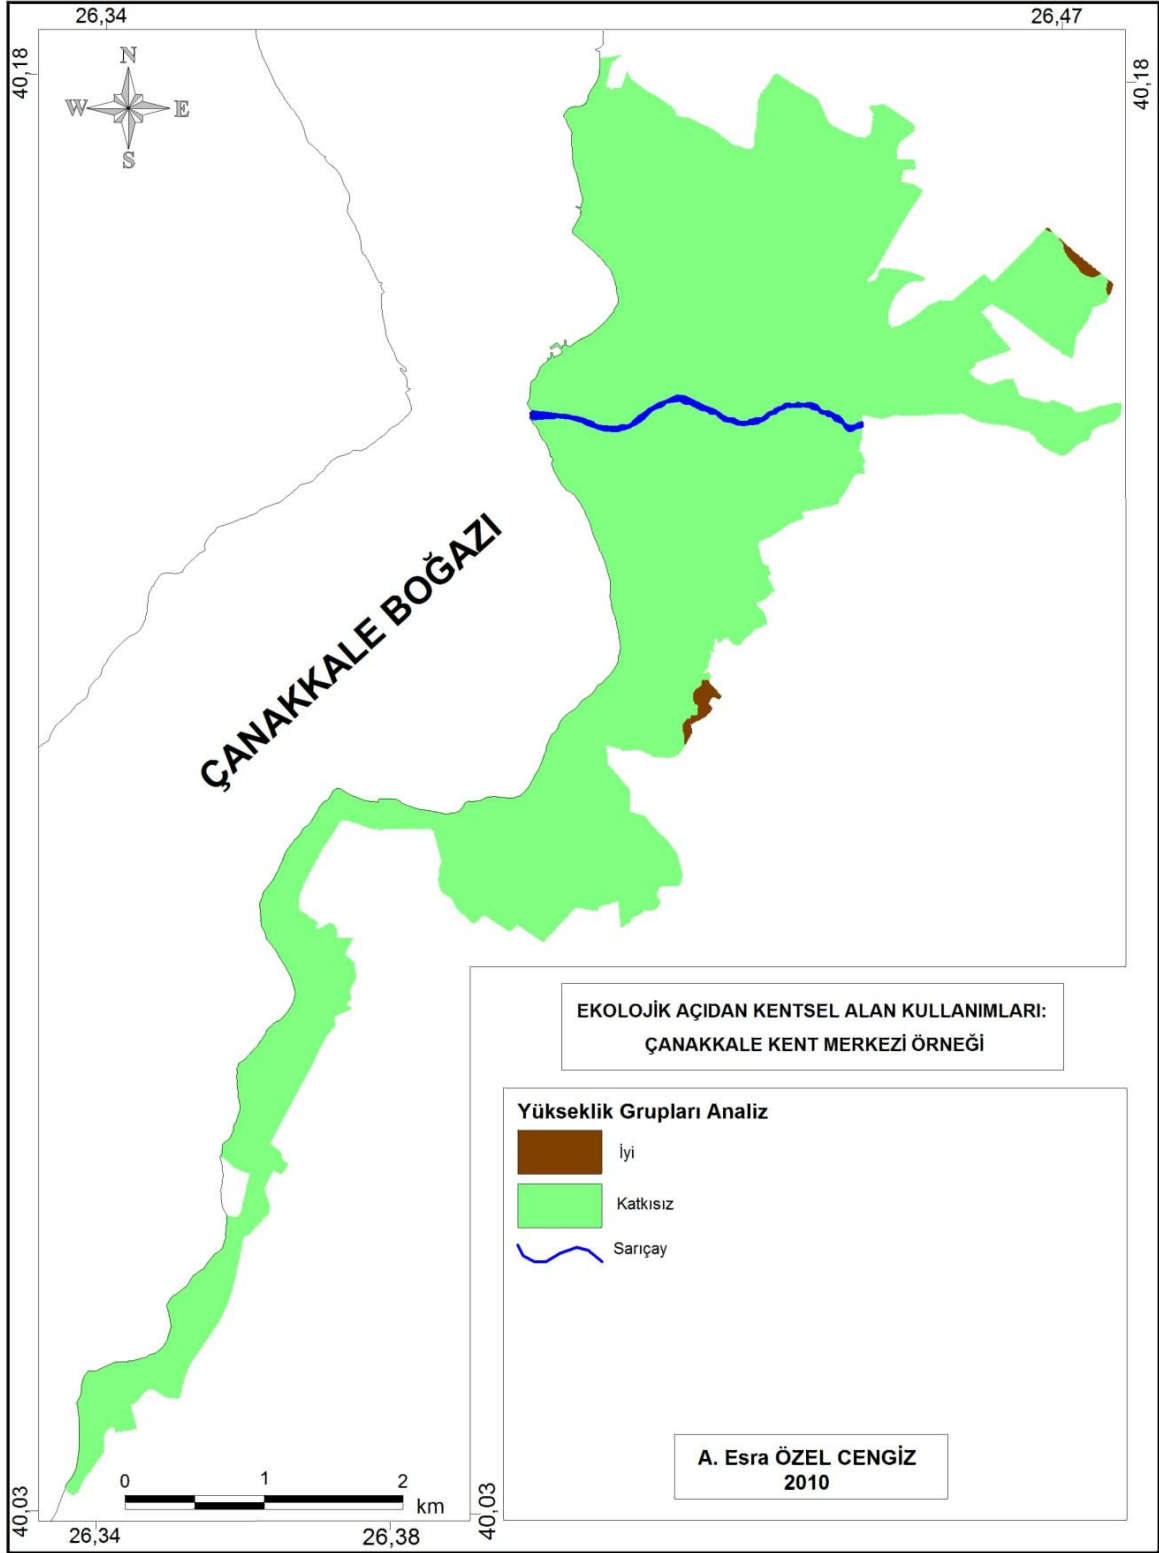 26,34
26,47
40,18
40,18
N
W
E
S
ÇANAKKALE BOĞAZI
EKOLOJİK AÇIDAN KENTSEL ALAN KULLANIMLARI:
ÇANAKKALE KENT MERKEZİ ÖRNEĞİ
Yükseklik Grupları Analiz
İyi
Katkısız
Sarıçay
A. Esra ÖZEL CENGİZ
2010
0 1 2
km
40,03
40,03
26,34
26,38